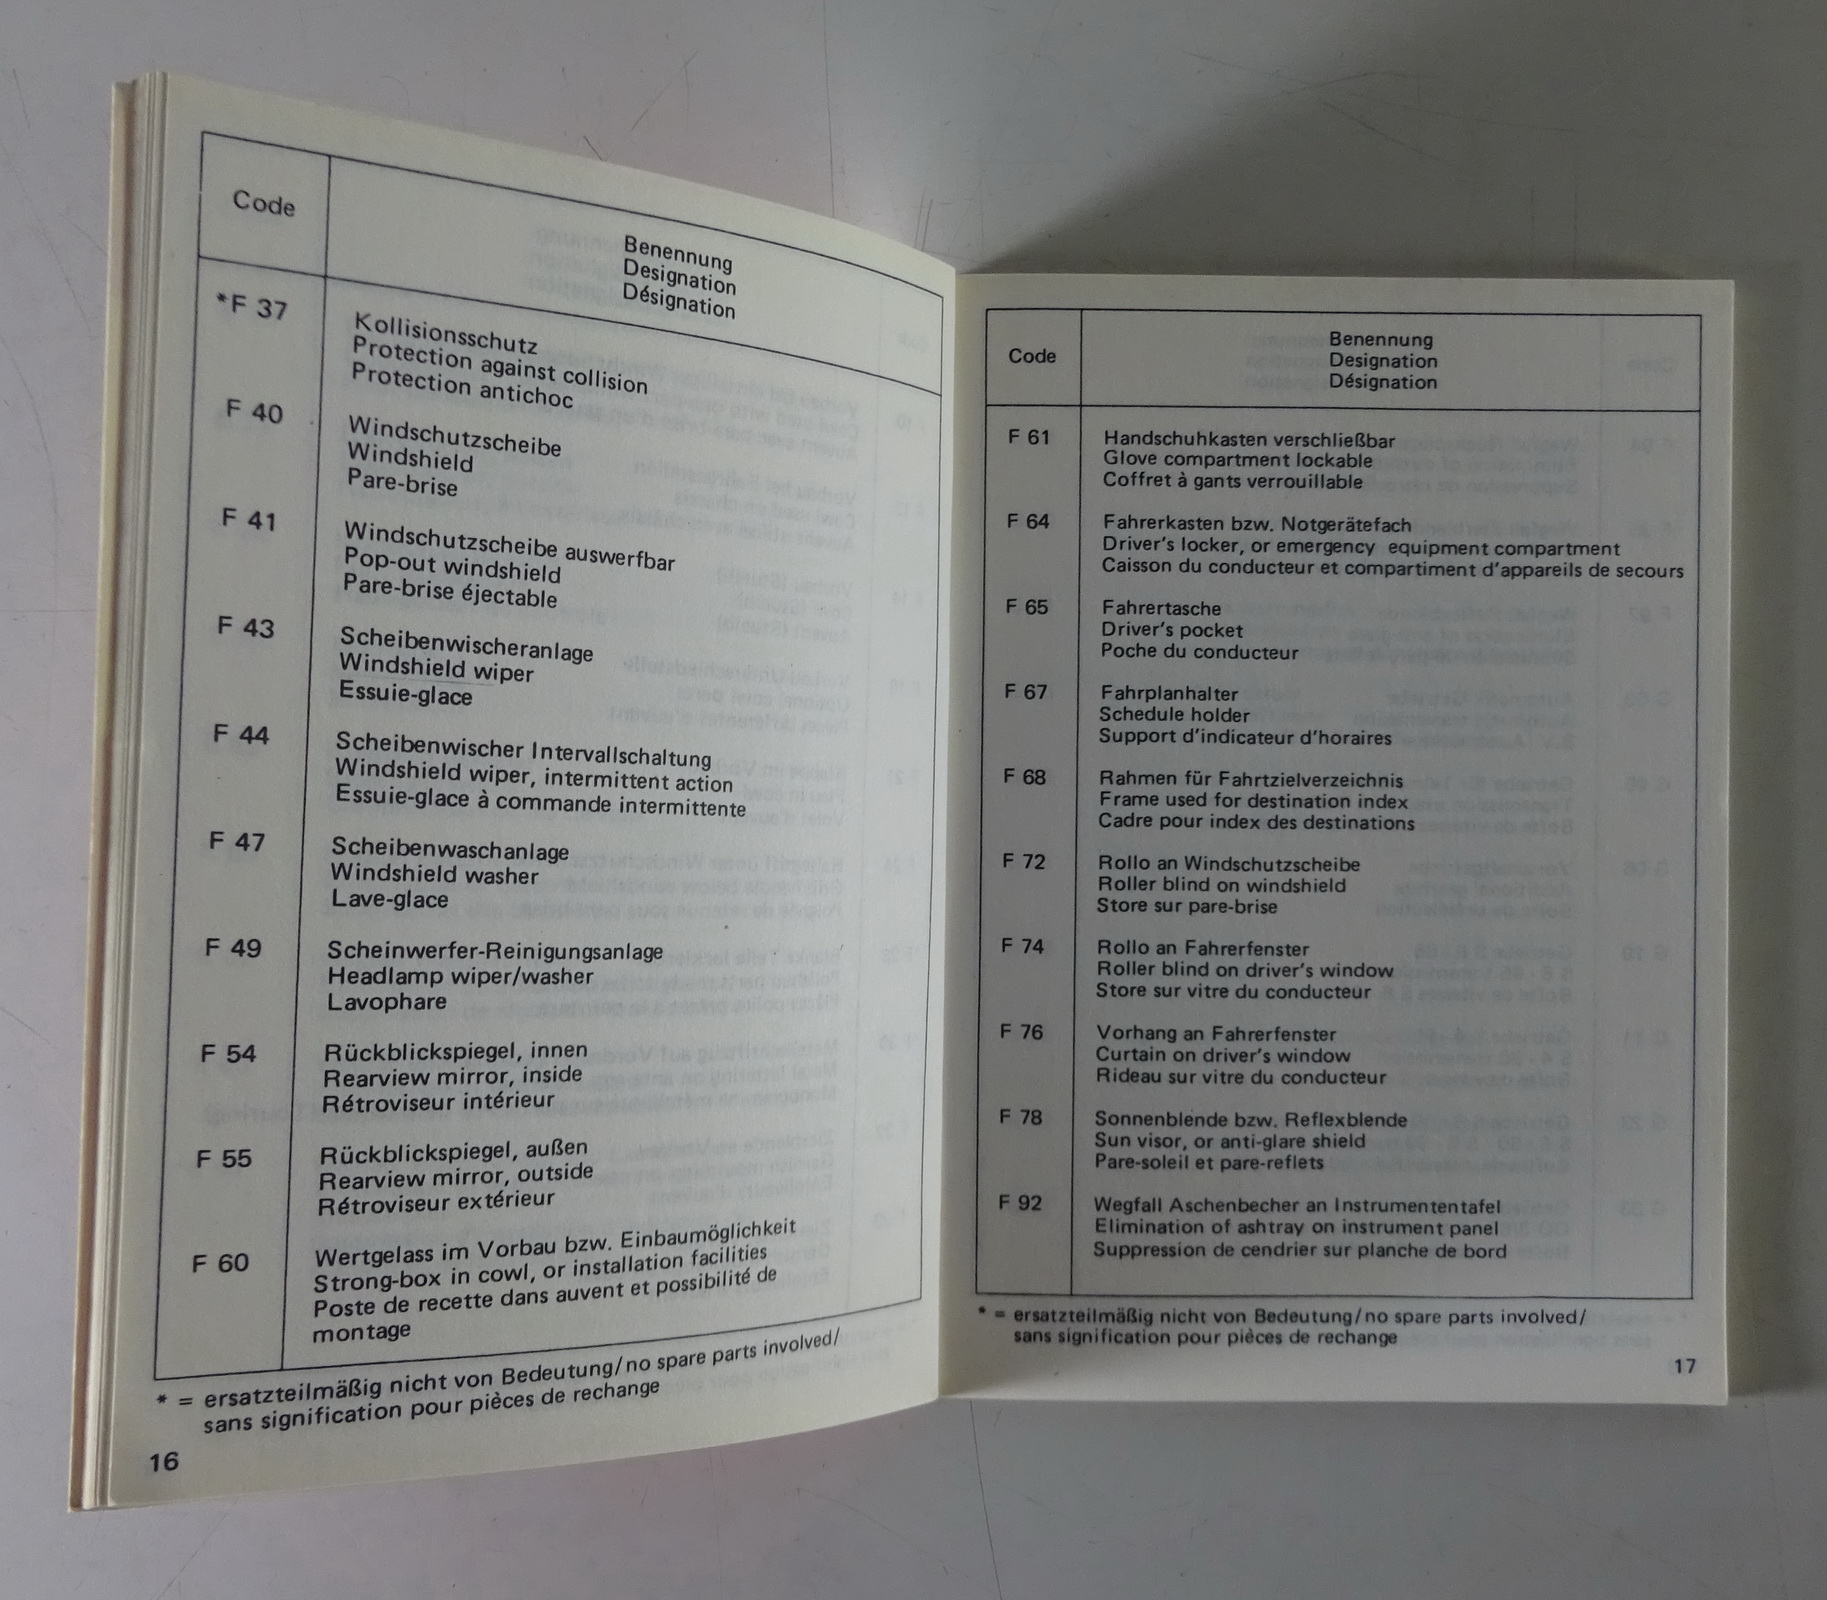 Code
Benennung
Designation
Désignation
*F 37
Kollisionsschutz
Protection against collision
Protection antichoc
F 40
Windschutzscheibe
Windshield
Pare-brise
F 41
Windschutzscheibe auswerfbar
Pop-out windshield
Pare-brise éjectable
F 43
Scheibenwischeranlage
Windshield wiper
Essuie-glace
F 44
Scheibenwischer Intervallschaltung
Windshield wiper, intermittent action
Essuie-glace à commande intermittente
F 47
Scheibenwaschanlage
Windshield washer
Lave-glace
F 49
Scheinwerfer-Reinigungsanlage
Headlamp wiper/washer
Lavophare
F 54
Rückblickspiegel, innen
Rearview mirror, inside
Rétroviseur intérieur
F 55
Rückblickspiegel, außen
Rearview mirror, outside
Rétroviseur extérieur
F 60
Wertgelass im Vorbau bzw. Einbaumöglichkeit
Strong-box in cowl, or installation facilities
Poste de recette dans auvent et possibilité de
montage
* = ersatzteilmäßig nicht von Bedeutung/no spare parts involved/
sans signification pour pièces de rechange
16
Code
Benennung
Designation
Désignation
F 61
Handschuhkasten verschließbar
Glove compartment lockable
Coffret à gants verrouillable
F 64
Fahrerkasten bzw. Notgerätefach
Driver's locker, or emergency equipment compartment
Caisson du conducteur et compartiment d'appareils de secours
F 65
Fahrertasche
Driver's pocket
Poche du conducteur
F 67
Fahrplanhalter
Schedule holder
Support d'indicateur d'horaires
F 68
Rahmen für Fahrtzielverzeichnis
Frame used for destination index
Cadre pour index des destinations
F 72
Rollo an Windschutzscheibe
Roller blind on windshield
Store sur pare-brise
F 74
Rollo an Fahrerfenster
Roller blind on driver's window
Store sur vitre du conducteur
F 76
Vorhang an Fahrerfenster
Curtain on driver's window
Rideau sur vitre du conducteur
F 78
Sonnenblende bzw. Reflexblende
Sun visor, or anti-glare shield
Pare-soleil et pare-reflets
F 92
Wegfall Aschenbecher an Instrumententafel
Elimination of ashtray on instrument panel
Suppression de cendrier sur planche de bord
* = ersatzteilmäßig nicht von Bedeutung/no spare parts involved/
sans signification pour pièces de rechange
17